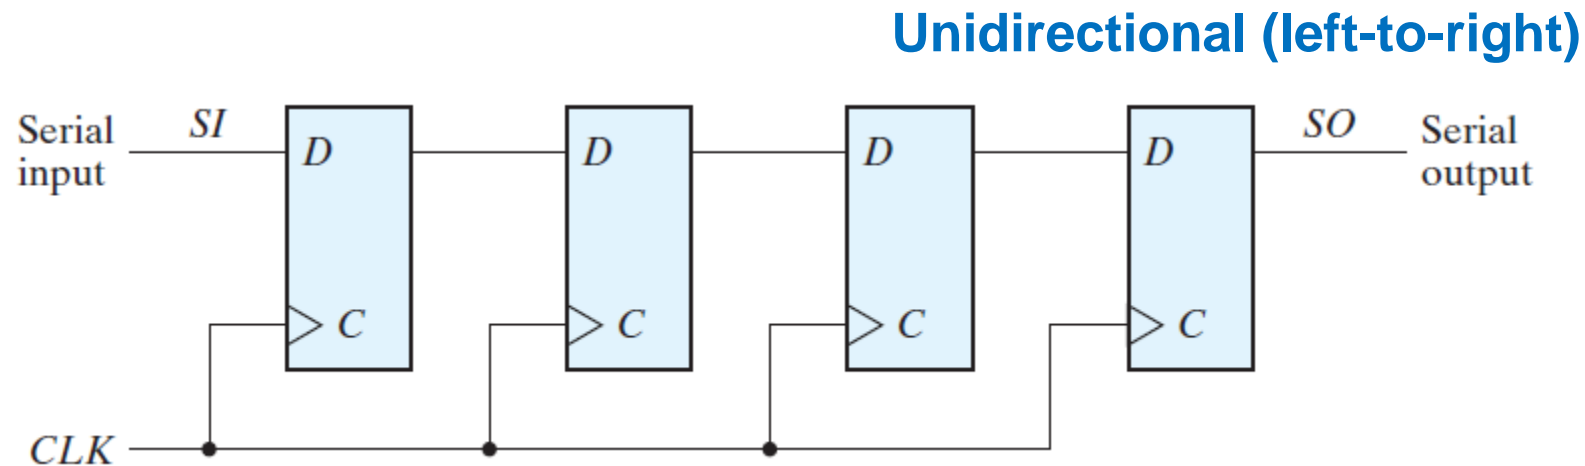 Unidirectional (left-to-right)
Serial
input
SI
D
D
D
D
SO
Serial
output
C
C
C
C
CLK